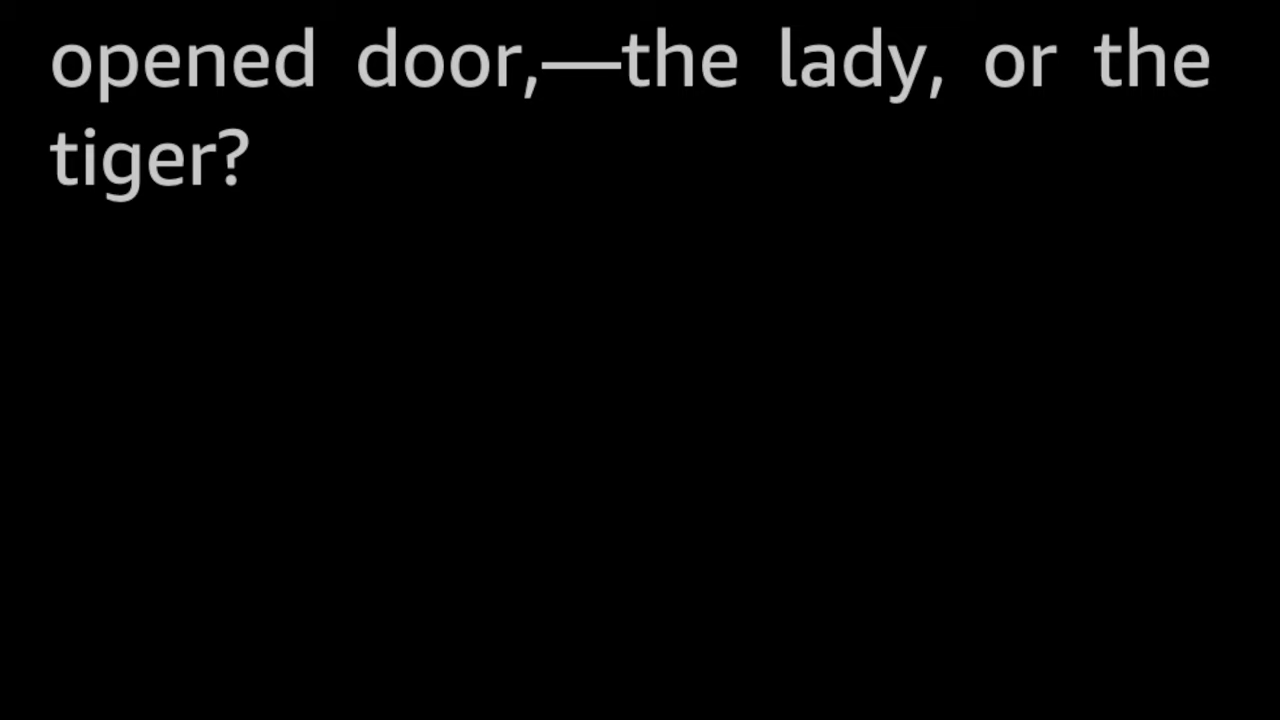 opened door,—the lady, or the
tiger?